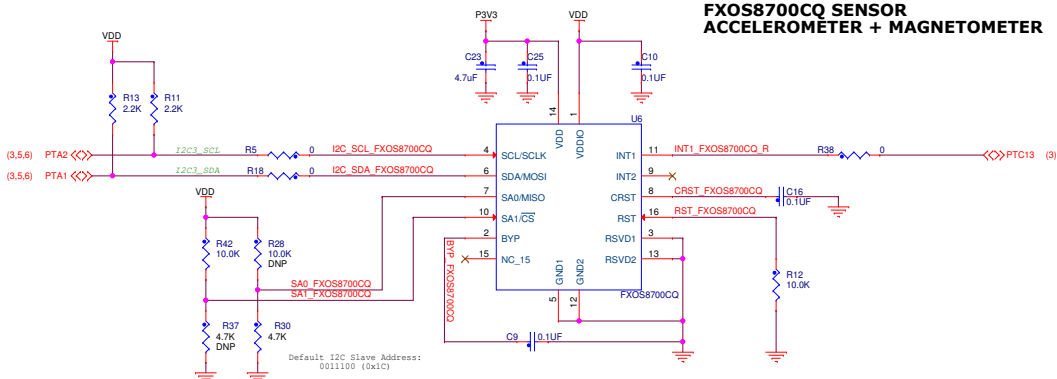 FXOS8700CQ SENSOR
ACCELEROMETER + MAGNETOMETER
P3V3
VDD
VDD
C23
4.7uF
C25
0.1UF
C10
0.1UF
R13
2.2K
R11
2.2K
14
1
U6
VDD
VDDIO
(3,5,6) PTA2
I2C3_SCL
R5
0
I2C_SCL_FXOS8700CQ
4
SCL/SCLK
INT1
11
INT1_FXOS8700CQ_R
R38
0
PTC13 (3)
(3,5,6) PTA1
I2C3_SDA
R18
0
I2C_SDA_FXOS8700CQ
6
SDA/MOSI
INT2
9
7
SA0/MISO
CRST
8
CRST_FXOS8700CQ
C16
0.1UF
10
SA1/CS
RST
16
RST_FXOS8700CQ
2
BYP
RSVD1
3
15
NC_15
RSVD2
13
GND1
GND2
5
12
FXOS8700CQ
BYP_FXOS8700CQ
VDD
R42
10.0K
R28
10.0K
DNP
SA0_FXOS8700CQ
SA1_FXOS8700CQ
R12
10.0K
R37
4.7K
DNP
R30
4.7K
C9
0.1UF
Default I2C Slave Address:
0011100 (0x1C)